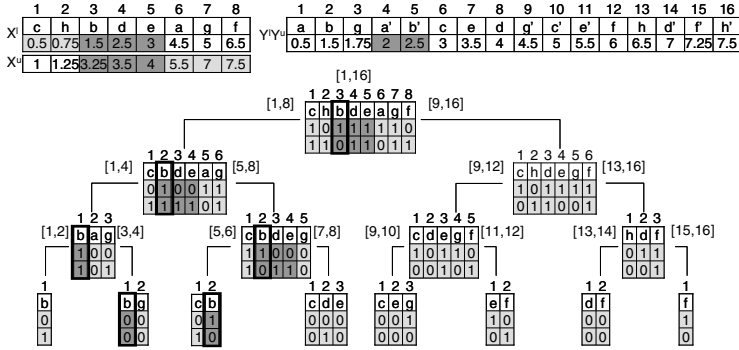 1 2 3 4 5 6 7 8
Xˡ c h b d e a g f
0.5 0.75 1.5 2.5 3 4.5 5 6.5
Xᵘ 1 1.25 3.25 3.5 4 5.5 7 7.5
1 2 3 4 5 6 7 8 9 10 11 12 13 14 15 16
YˡYᵘ a b g a' b' c e d g' c' e' f h d' f' h'
0.5 1.5 1.75 2 2.5 3 3.5 4 4.5 5 5.5 6 6.5 7 7.25 7.5
[1,16]
[1,8] [9,16]
1 2 3 4 5 6 7 8
c h b d e a g f
1 0 1 1 1 1 1 0
1 1 0 1 1 0 1 1
[1,4] [5,8]
1 2 3 4 5 6
c b d e a g
0 1 0 0 1 1
1 1 1 1 0 1
[9,12] [13,16]
1 2 3 4 5 6
c h d e g f
1 0 1 1 1 1
1 1 1 0 0 1
[1,2] [3,4]
1 2 3
b a g
1 0 0
1 0 1
[5,6] [7,8]
1 2 3 4 5
c b d e g
1 1 0 0 0
1 0 1 1 0
[9,10] [11,12]
1 2 3 4 5
c d e g f
1 0 0 1 0
1 0 1 1 0 1
[13,14] [15,16]
1 2 3
h d f
0 1 1
0 0 1
1
b
0
1
1 2
b g
0 0
0 0
1 2
c b
0 1
1 0
1 2 3
c d e
0 0 0
0 0 0
1 2 3
c e g
0 0 1
0 0 0
1 2
e f
1 0
0 1
1 2
d f
0 0
0 0
1
f
1
0